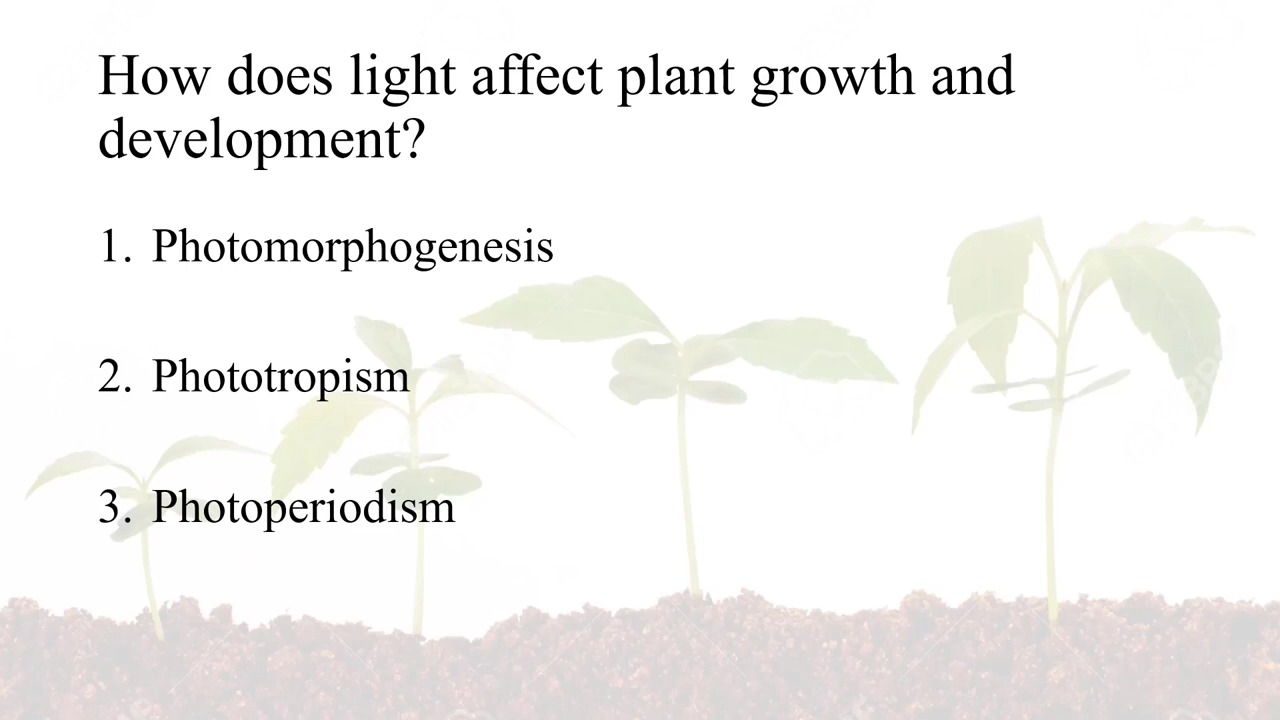 How does light affect plant growth and
development?
1. Photomorphogenesis
2. Phototropism
3. Photoperiodism